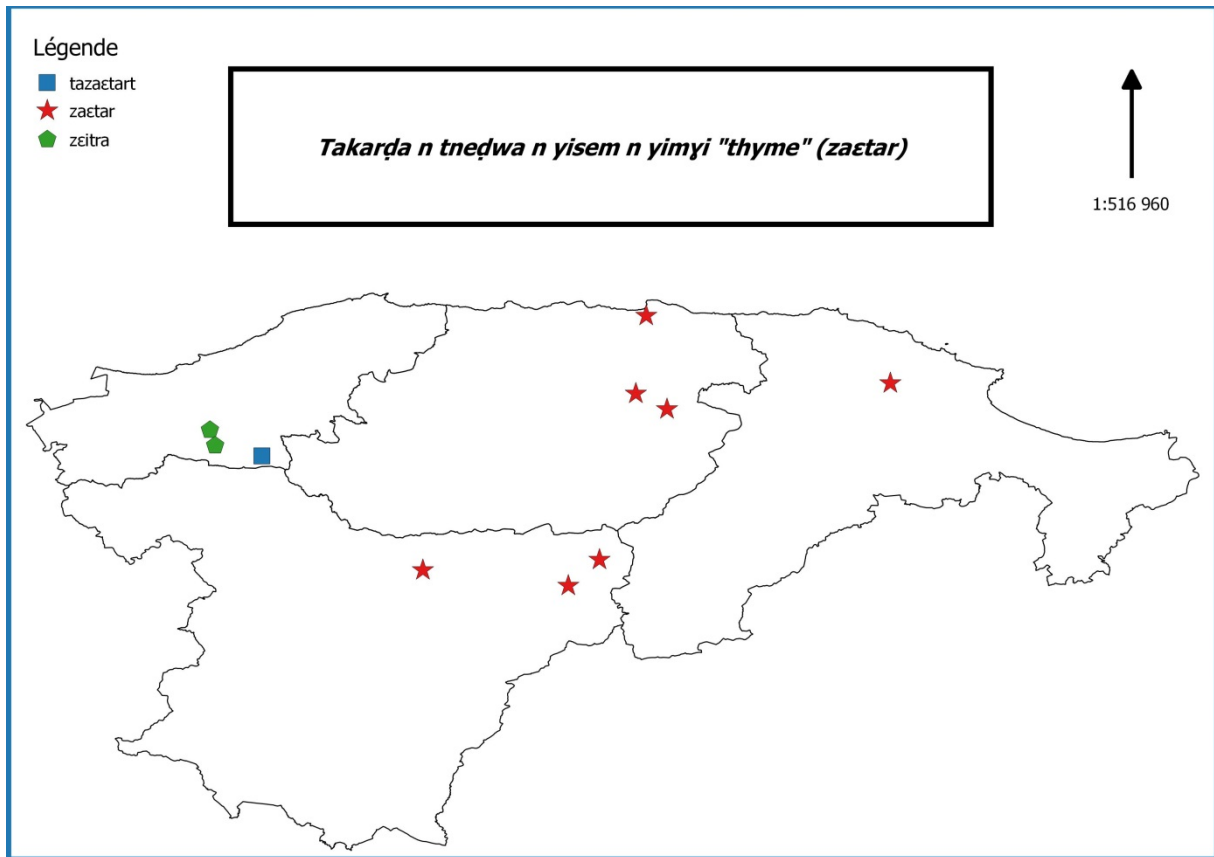 Légende
tazaɛtart
zaɛtar
zɛitra
Takarḍa n tneḍwa n yisem n yimɣi "thyme" (zaɛtar)
1:516 960